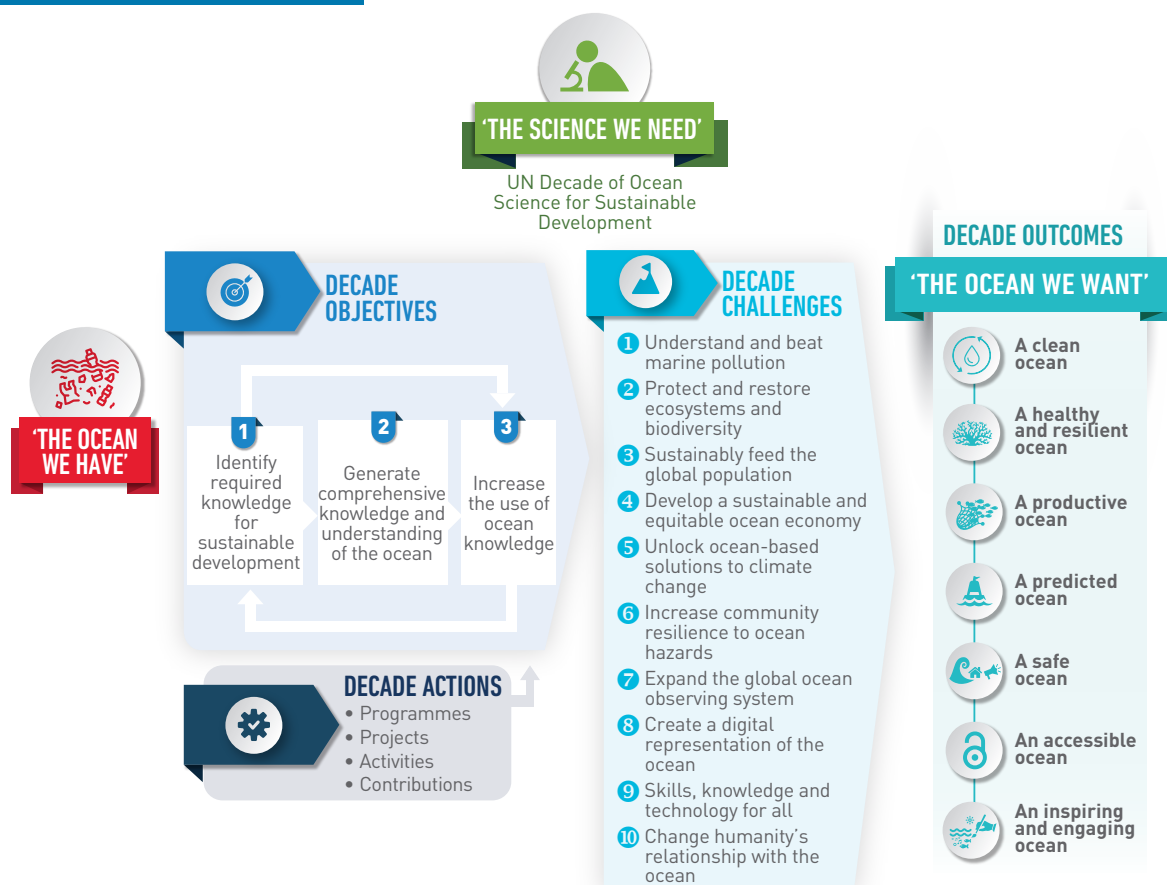 ‘THE SCIENCE WE NEED’
UN Decade of Ocean
Science for Sustainable
Development
‘THE OCEAN
WE HAVE’
DECADE
OBJECTIVES
1
Identify
required
knowledge
for
sustainable
development
2
Generate
comprehensive
knowledge and
understanding
of the ocean
3
Increase
the use of
ocean
knowledge
DECADE ACTIONS
• Programmes
• Projects
• Activities
• Contributions
DECADE
CHALLENGES
1 Understand and beat
marine pollution
2 Protect and restore
ecosystems and
biodiversity
3 Sustainably feed the
global population
4 Develop a sustainable and
equitable ocean economy
5 Unlock ocean-based
solutions to climate
change
6 Increase community
resilience to ocean
hazards
7 Expand the global ocean
observing system
8 Create a digital
representation of the
ocean
9 Skills, knowledge and
technology for all
10 Change humanity’s
relationship with the
ocean
DECADE OUTCOMES
‘THE OCEAN WE WANT’
A clean
ocean
A healthy
and resilient
ocean
A productive
ocean
A predicted
ocean
A safe
ocean
An accessible
ocean
An inspiring
and engaging
ocean